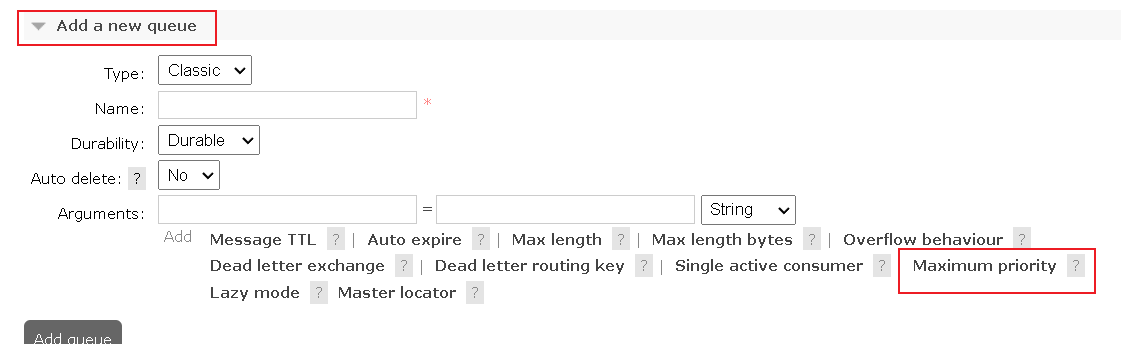 Add a new queue
Type: Classic
Name: *
Durability: Durable
Auto delete: ? No
Arguments: = String
Add Message TTL ? | Auto expire ? | Max length ? | Max length bytes ? | Overflow behaviour ?
Dead letter exchange ? | Dead letter routing key ? | Single active consumer ? Maximum priority ?
Lazy mode ? Master locator ?
Add queue